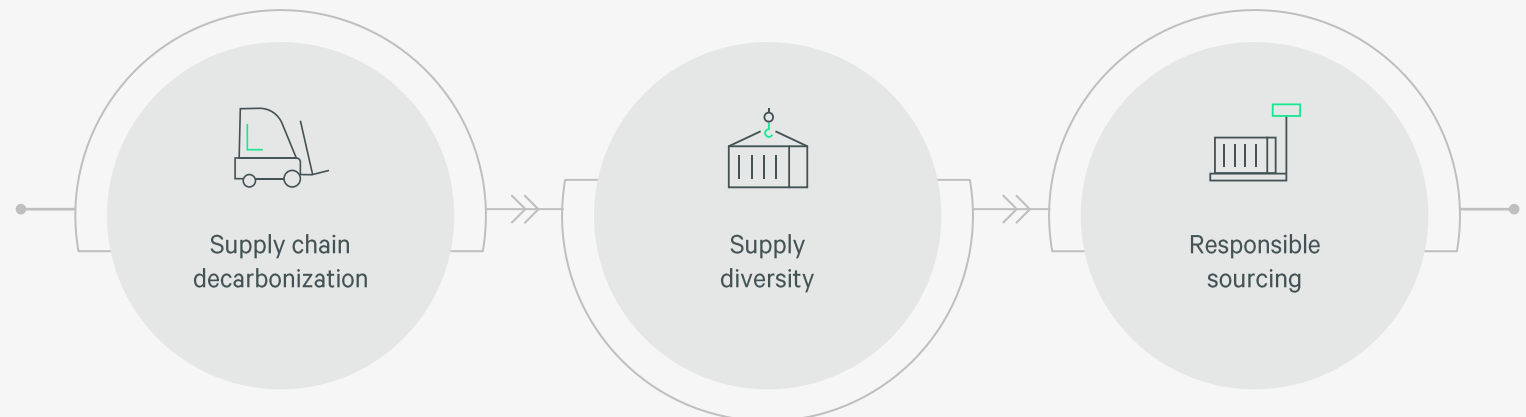 Supply chain
decarbonization
Supply
diversity
Responsible
sourcing